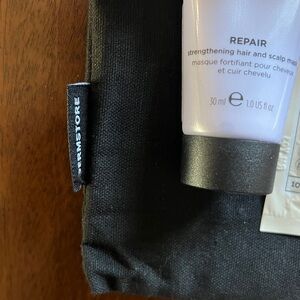 REPAIR
strengthening hair and scalp mask
masque fortifiant pour cheveux
et cuir chevelu
30 ml ℮ 1.0 US fl oz
DERMSTORE